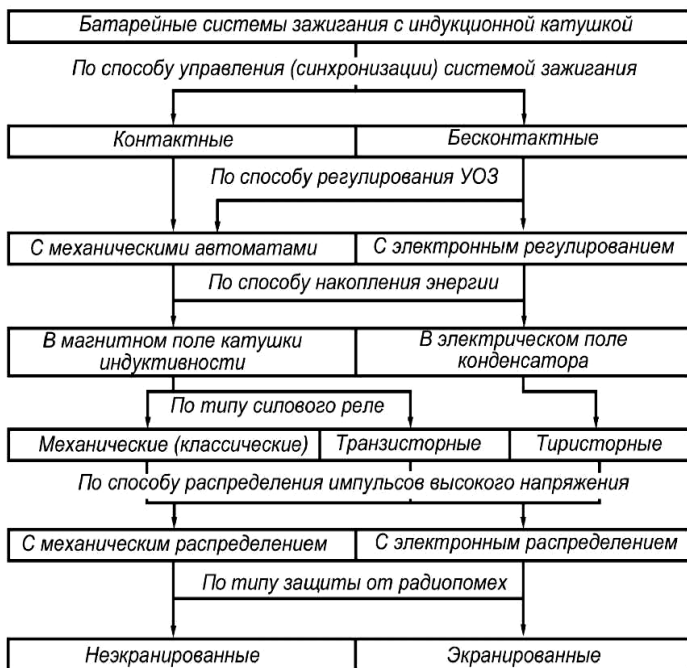 Батарейные системы зажигания с индукционной катушкой
По способу управления (синхронизации) системой зажигания
Контактные
Бесконтактные
По способу регулирования УОЗ
С механическими автоматами
С электронным регулированием
По способу накопления энергии
В магнитном поле катушки
индуктивности
В электрическом поле
конденсатора
По типу силового реле
Механические (классические)
Транзисторные
Тиристорные
По способу распределения импульсов высокого напряжения
С механическим распределением
С электронным распределением
По типу защиты от радиопомех
Неэкранированные
Экранированные